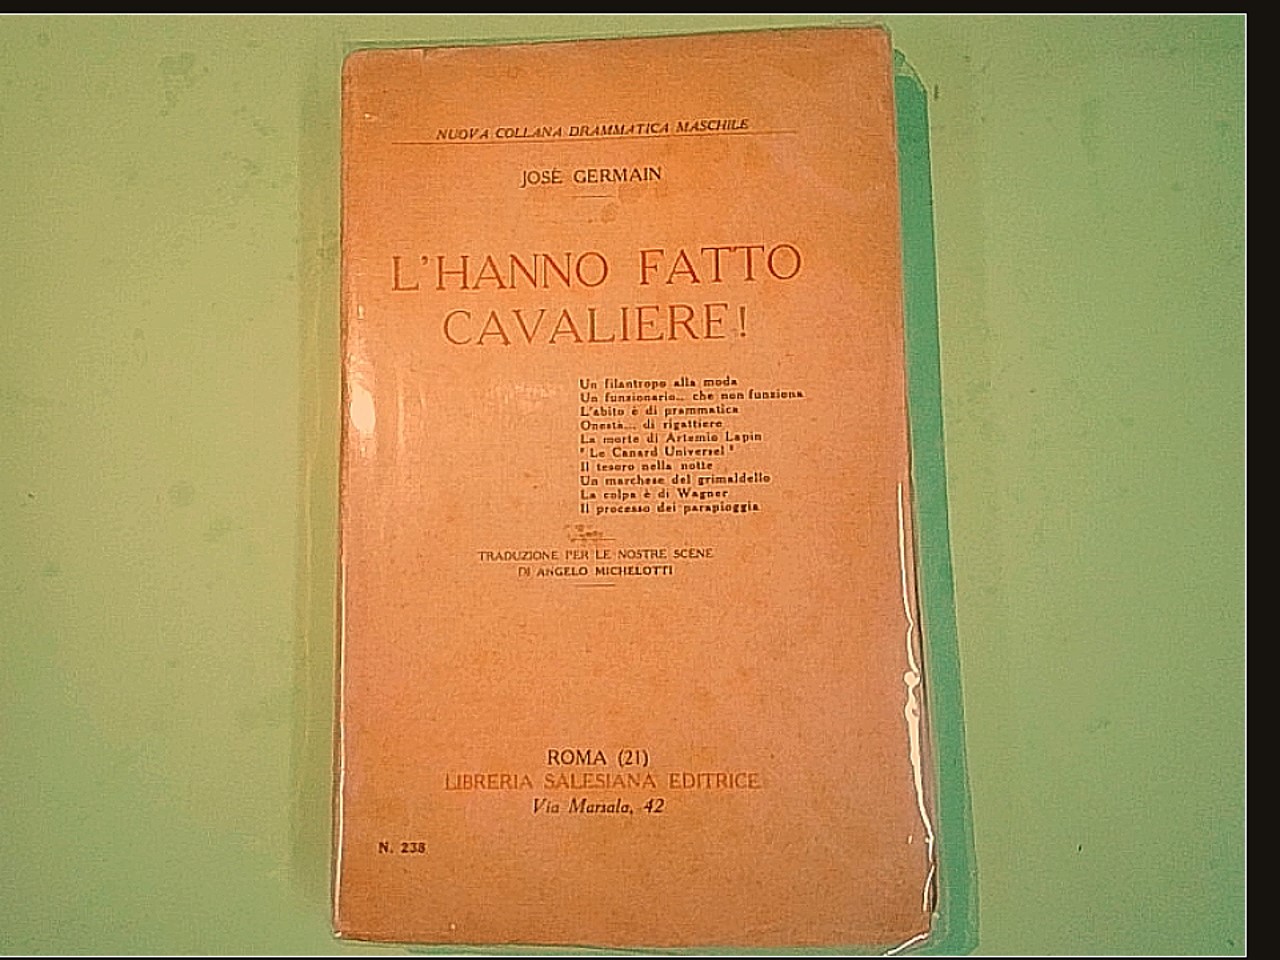 NUOVA COLLANA DRAMMATICA MASCHILE
JOSÈ GERMAIN
L'HANNO FATTO
CAVALIERE!
Un filantropo alla moda
Un funzionario... che non funziona
L'abito è di prammatica
Onestà... di rigattiere
La morte di Artemio Lapin
" Le Canard Universel "
Il tesoro nella notte
Un marchese del grimaldello
La colpa è di Wagner
Il processo dei parapioggia
TRADUZIONE PER LE NOSTRE SCENE
DI ANGELO MICHELOTTI
ROMA (21)
LIBRERIA SALESIANA EDITRICE
Via Marsala, 42
N. 238